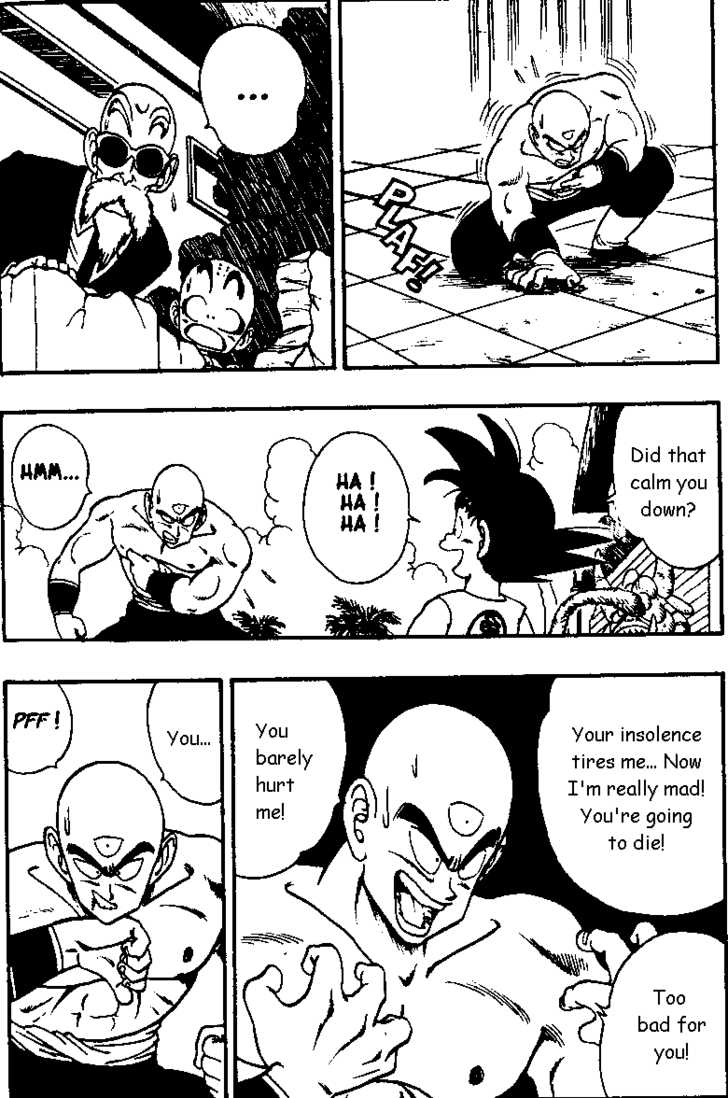 PLAF!
...
Did that
calm you
down?
HA!
HA!
HA!
HMM...
Your insolence
tires me... Now
I'm really mad!
You're going
to die!
Too
bad for
you!
You
barely
hurt
me!
You...
PFF!